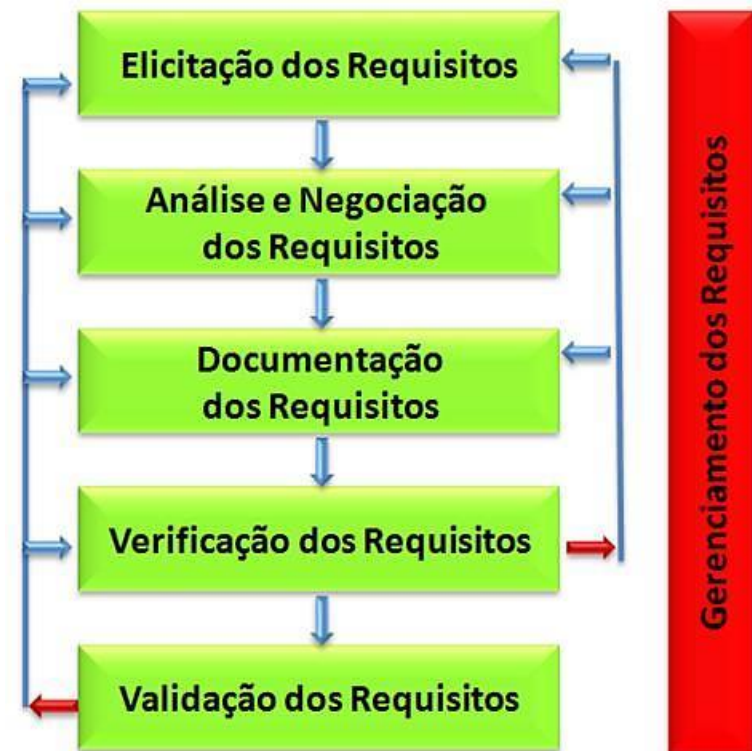 Elicitação dos Requisitos
Análise e Negociação
dos Requisitos
Documentação
dos Requisitos
Verificação dos Requisitos
Validação dos Requisitos
Gerenciamento dos Requisitos